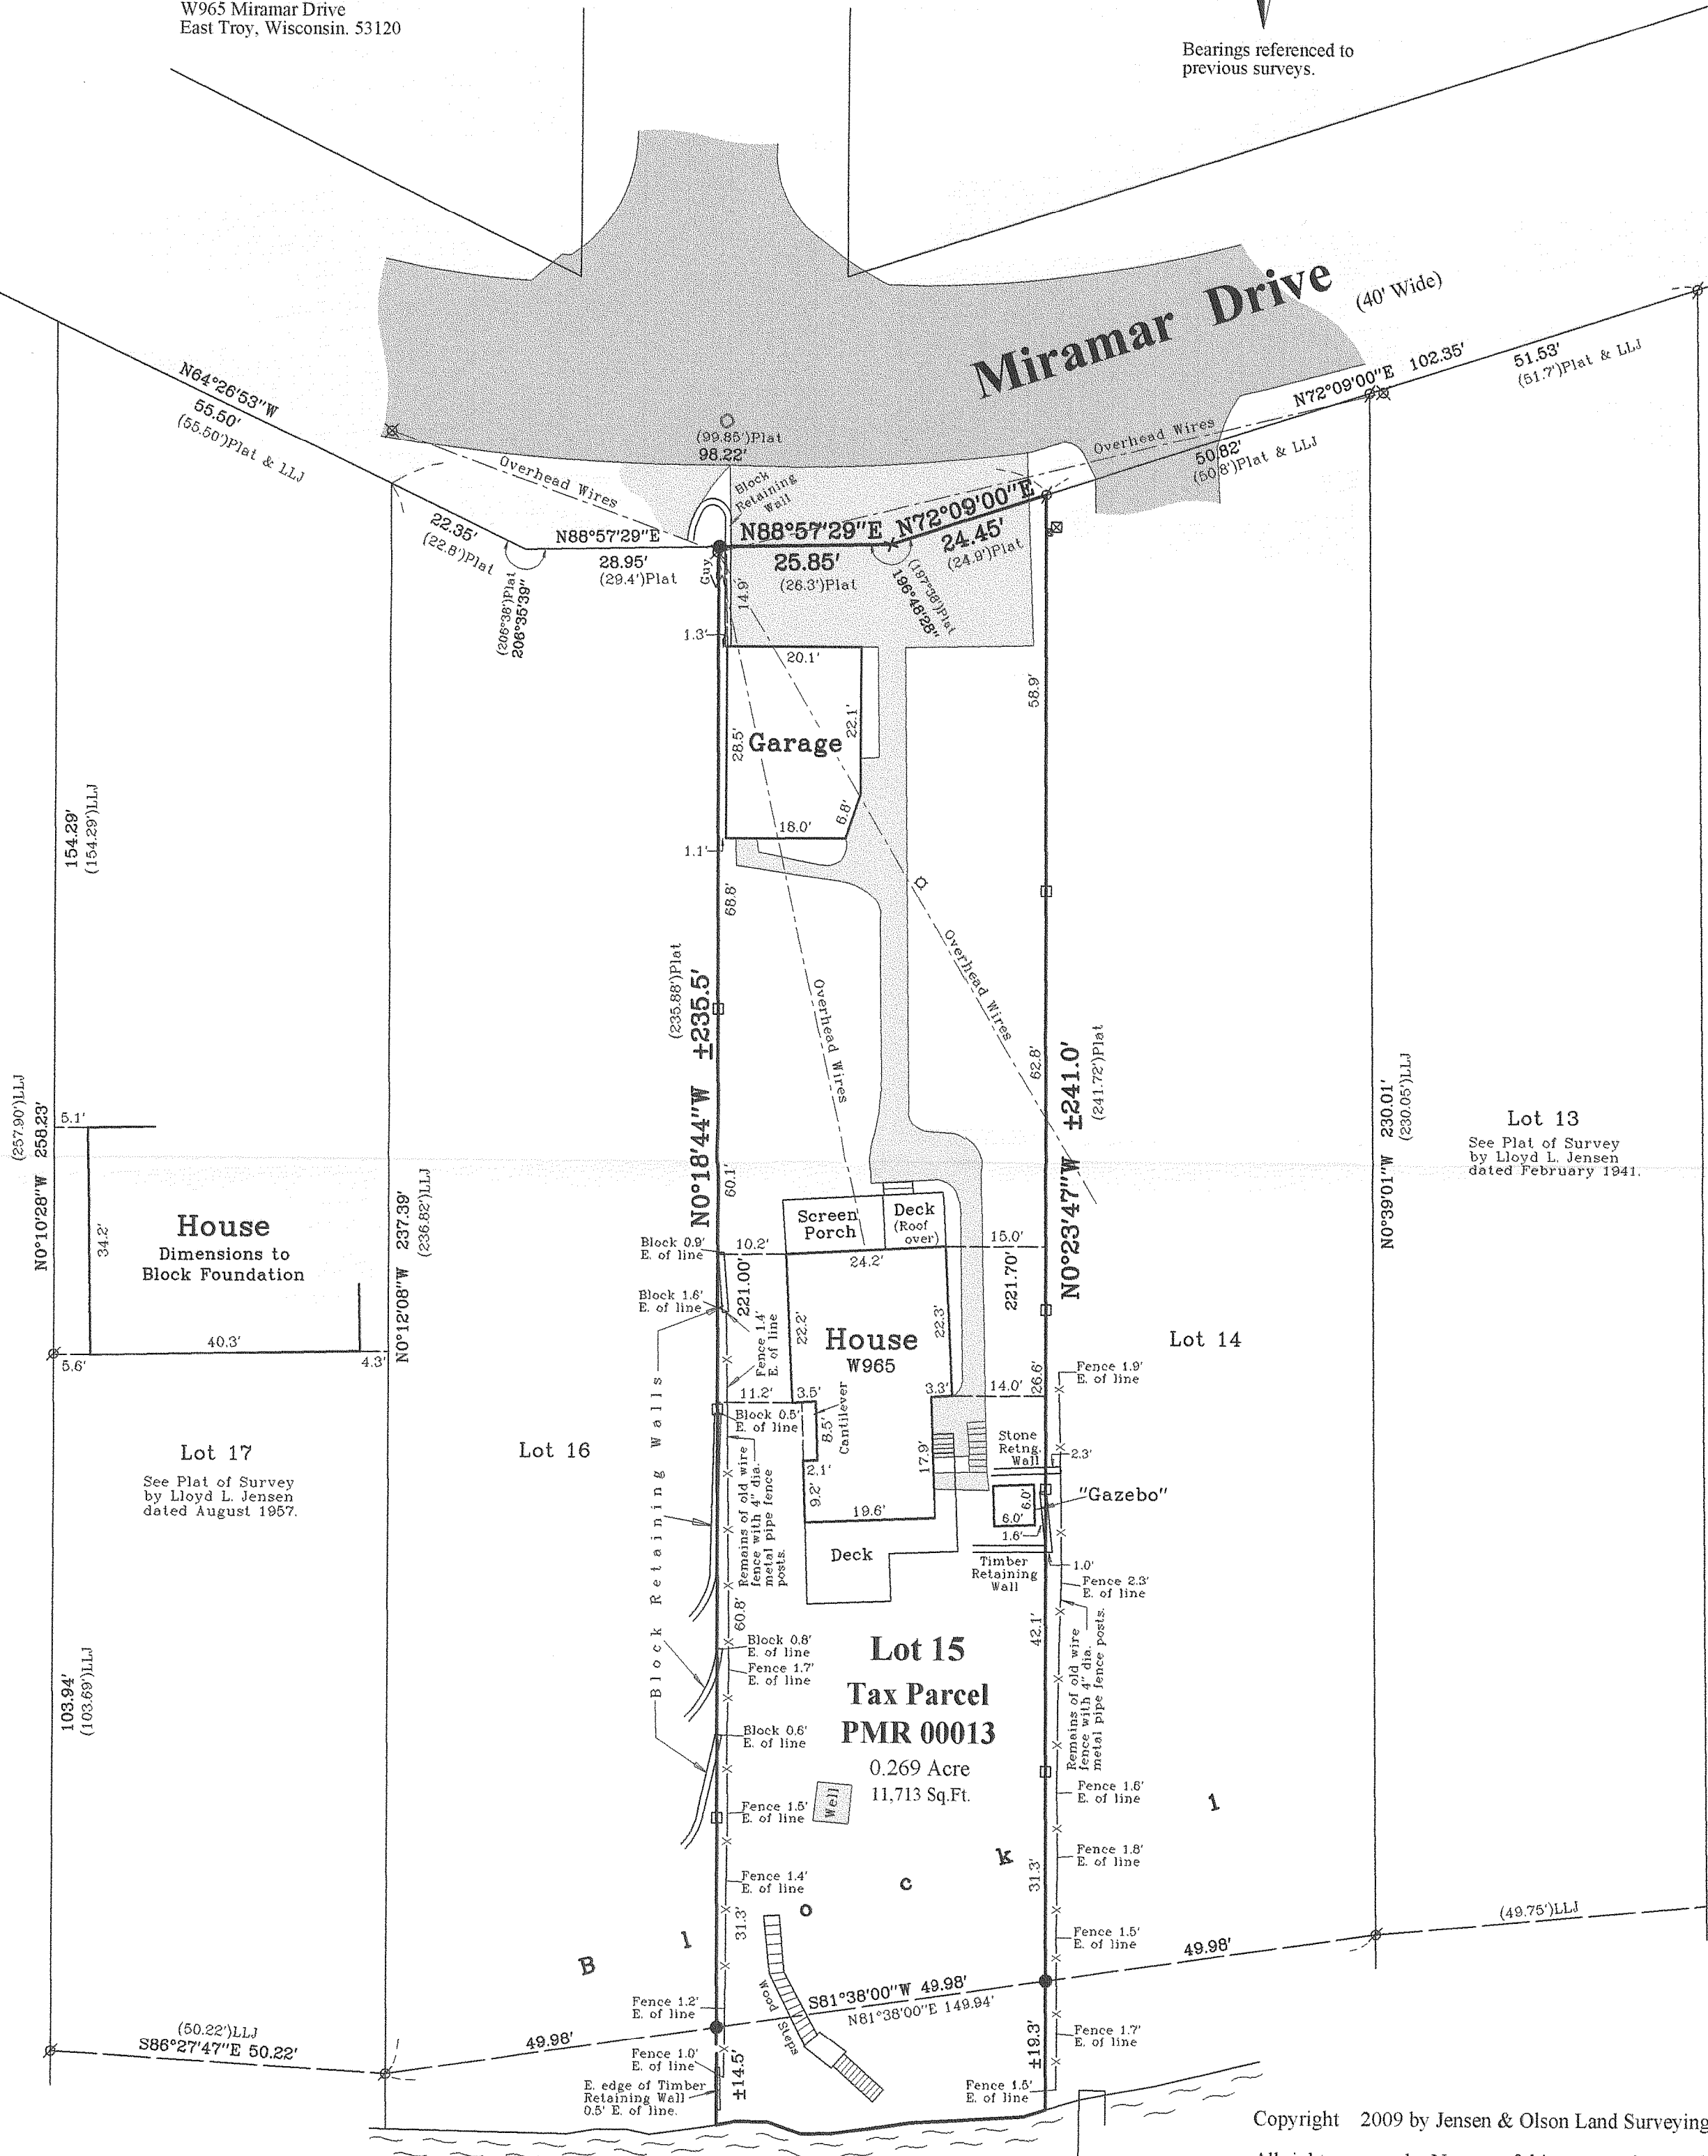 W965 Miramar Drive
East Troy, Wisconsin. 53120
Bearings referenced to
previous surveys.
Miramar Drive (40' Wide)
N64°26'53"W
55.50'
(55.50')Plat & LLJ
Overhead Wires
(99.85')Plat
98.22'
Block
Retaining
Wall
Overhead Wires
N72°09'00"E 102.35'
51.53'
(51.7')Plat & LLJ
50.82'
(50.8')Plat & LLJ
22.35'
(22.8')Plat
N88°57'29"E
28.95'
(29.4')Plat
(206°38')Plat
206°35'39"
Guy
N88°57'29"E
25.85'
(26.3')Plat
N72°09'00"E
24.45'
(24.9')Plat
(197°38')Plat
196°48'28"
14.9'
1.3'
20.1'
22.1'
28.5'
Garage
6.8'
18.0'
1.1'
58.9'
68.8'
154.29'
(154.29')LLJ
(235.88')Plat
N0°18'44"W ±235.5'
Overhead Wires
Overhead Wires
62.8'
N0°23'47"W ±241.0'
(241.72')Plat
(257.90')LLJ
N0°10'28"W 258.23'
5.1'
34.2'
House
Dimensions to
Block Foundation
40.3'
5.6'
4.3'
N0°12'08"W 237.39'
(236.82')LLJ
60.1'
Screen
Porch
Deck
(Roof
over)
Block 0.9'
E. of line
10.2'
24.2'
15.0'
221.00'
221.70'
Block 1.6'
E. of line
Fence 1.4'
E. of line
22.2'
22.3'
House
W965
N0°39'01"W 230.01'
(230.05')LLJ
Lot 13
See Plat of Survey
by Lloyd L. Jensen
dated February 1941.
Lot 14
11.2'
3.5'
3.3'
14.0'
26.6'
Fence 1.9'
E. of line
Block 0.5'
E. of line
8.5'
Cantilever
Block Retaining Walls
Lot 17
See Plat of Survey
by Lloyd L. Jensen
dated August 1957.
Lot 16
Remains of old wire
fence with 4" dia.
metal pipe fence
posts.
2.1'
9.2'
17.9'
19.6'
Deck
Stone
Retng.
Wall
2.3'
"Gazebo"
6.0'
6.0'
1.6'
1.0'
Timber
Retaining
Wall
Fence 2.3'
E. of line
60.8'
42.1'
Block 0.8'
E. of line
Fence 1.7'
E. of line
Remains of old wire
fence with 4" dia.
metal pipe fence posts.
Lot 15
Tax Parcel
PMR 00013
0.269 Acre
11,713 Sq.Ft.
103.94'
(103.69')LLJ
Block 0.6'
E. of line
Fence 1.5'
E. of line
Well
Fence 1.6'
E. of line
Fence 1.8'
E. of line
Fence 1.4'
E. of line
31.3'
31.3'
B l o c k 1
Fence 1.5'
E. of line
(49.75')LLJ
49.98'
Fence 1.2'
E. of line
Wood Steps
S81°38'00"W 49.98'
N81°38'00"E 149.94'
(50.22')LLJ
S86°27'47"E 50.22'
49.98'
Fence 1.7'
E. of line
±19.3'
Fence 1.0'
E. of line
±14.5'
E. edge of Timber
Retaining Wall
0.5' E. of line.
Fence 1.5'
E. of line
Copyright 2009 by Jensen & Olson Land Surveying